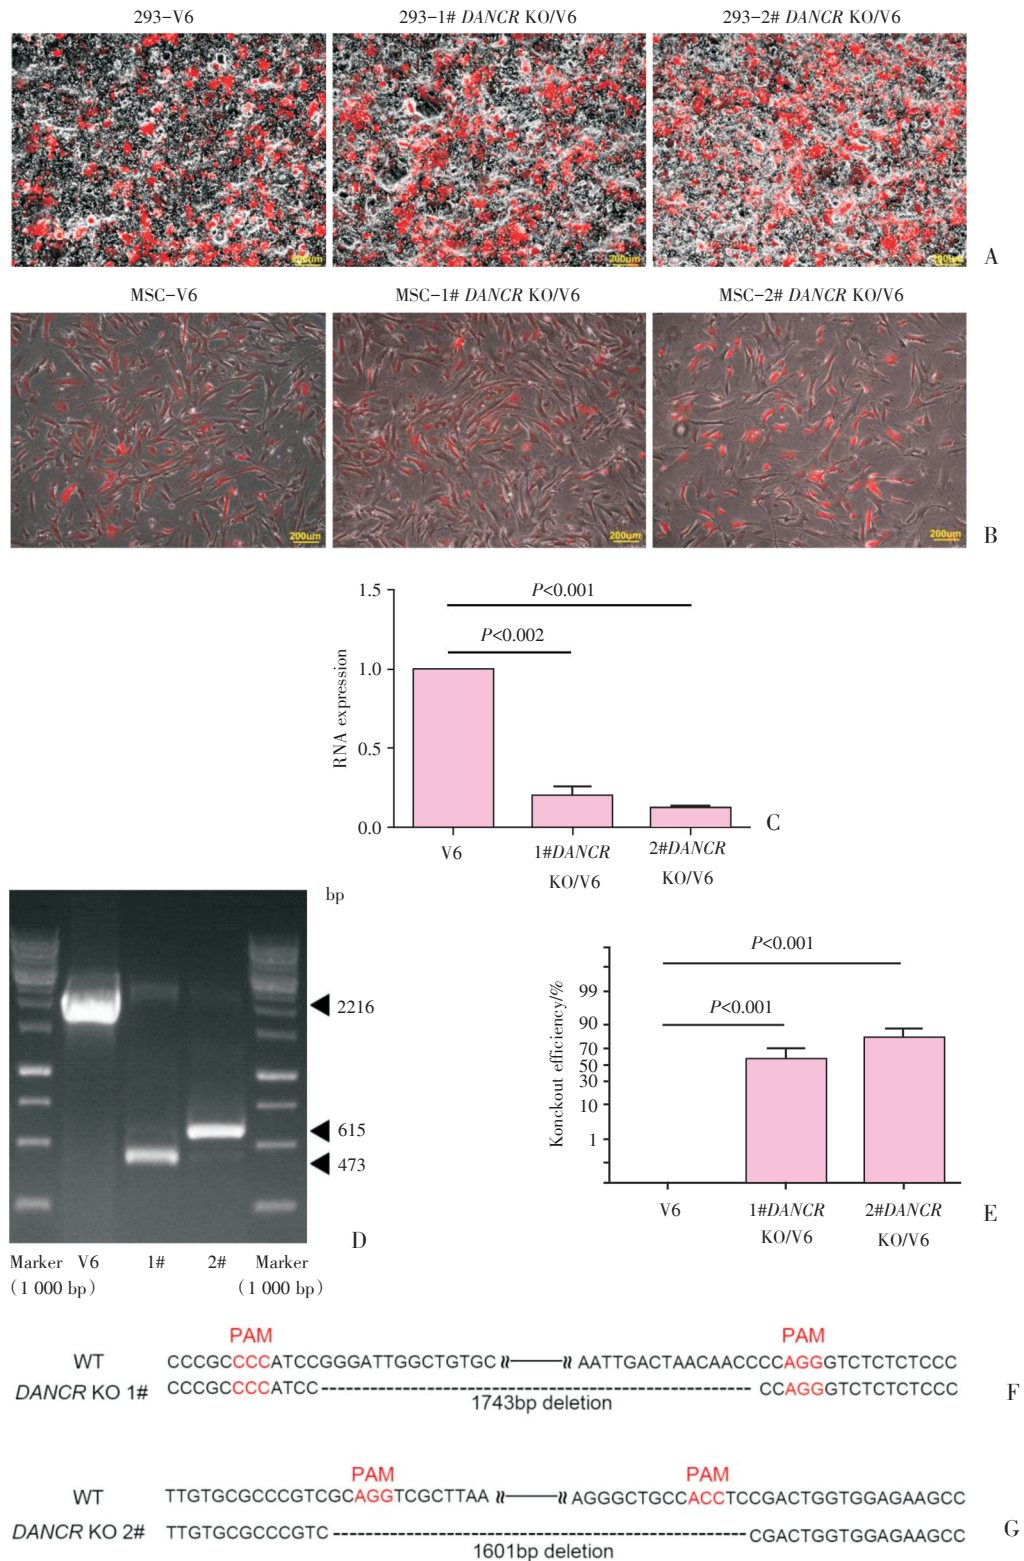 293-V6 293-1# DANCR KO/V6 293-2# DANCR KO/V6
200um 200um 200um
A
MSC-V6 MSC-1# DANCR KO/V6 MSC-2# DANCR KO/V6
200um 200um 200um
B
RNA expression
1.5
1.0
0.5
0.0
P<0.001
P<0.002
V6 1#DANCR 2#DANCR
KO/V6 KO/V6
C
bp
2216
615
473
D
Marker V6 1# 2# Marker
(1 000 bp) (1 000 bp)
Konckout efficiency/%
99
90
70
50
30
10
1
P<0.001
P<0.001
V6 1#DANCR 2#DANCR
KO/V6 KO/V6
E
PAM PAM
WT CCCGCCCCATCCGGGATTGGCTGTGC AATTGACTAACAACCCCAGGGTCTCTCTCCC
DANCR KO 1# CCCGCCCCATCC CCAGGGTCTCTCTCCC
1743bp deletion
F
PAM PAM
WT TTGTGCGCCCGTCGCAGGTCGCTTAA AGGGCTGCCACCTCCGACTGGTGGAGAAGCC
DANCR KO 2# TTGTGCGCCCGTC CGACTGGTGGAGAAGCC
1601bp deletion
G